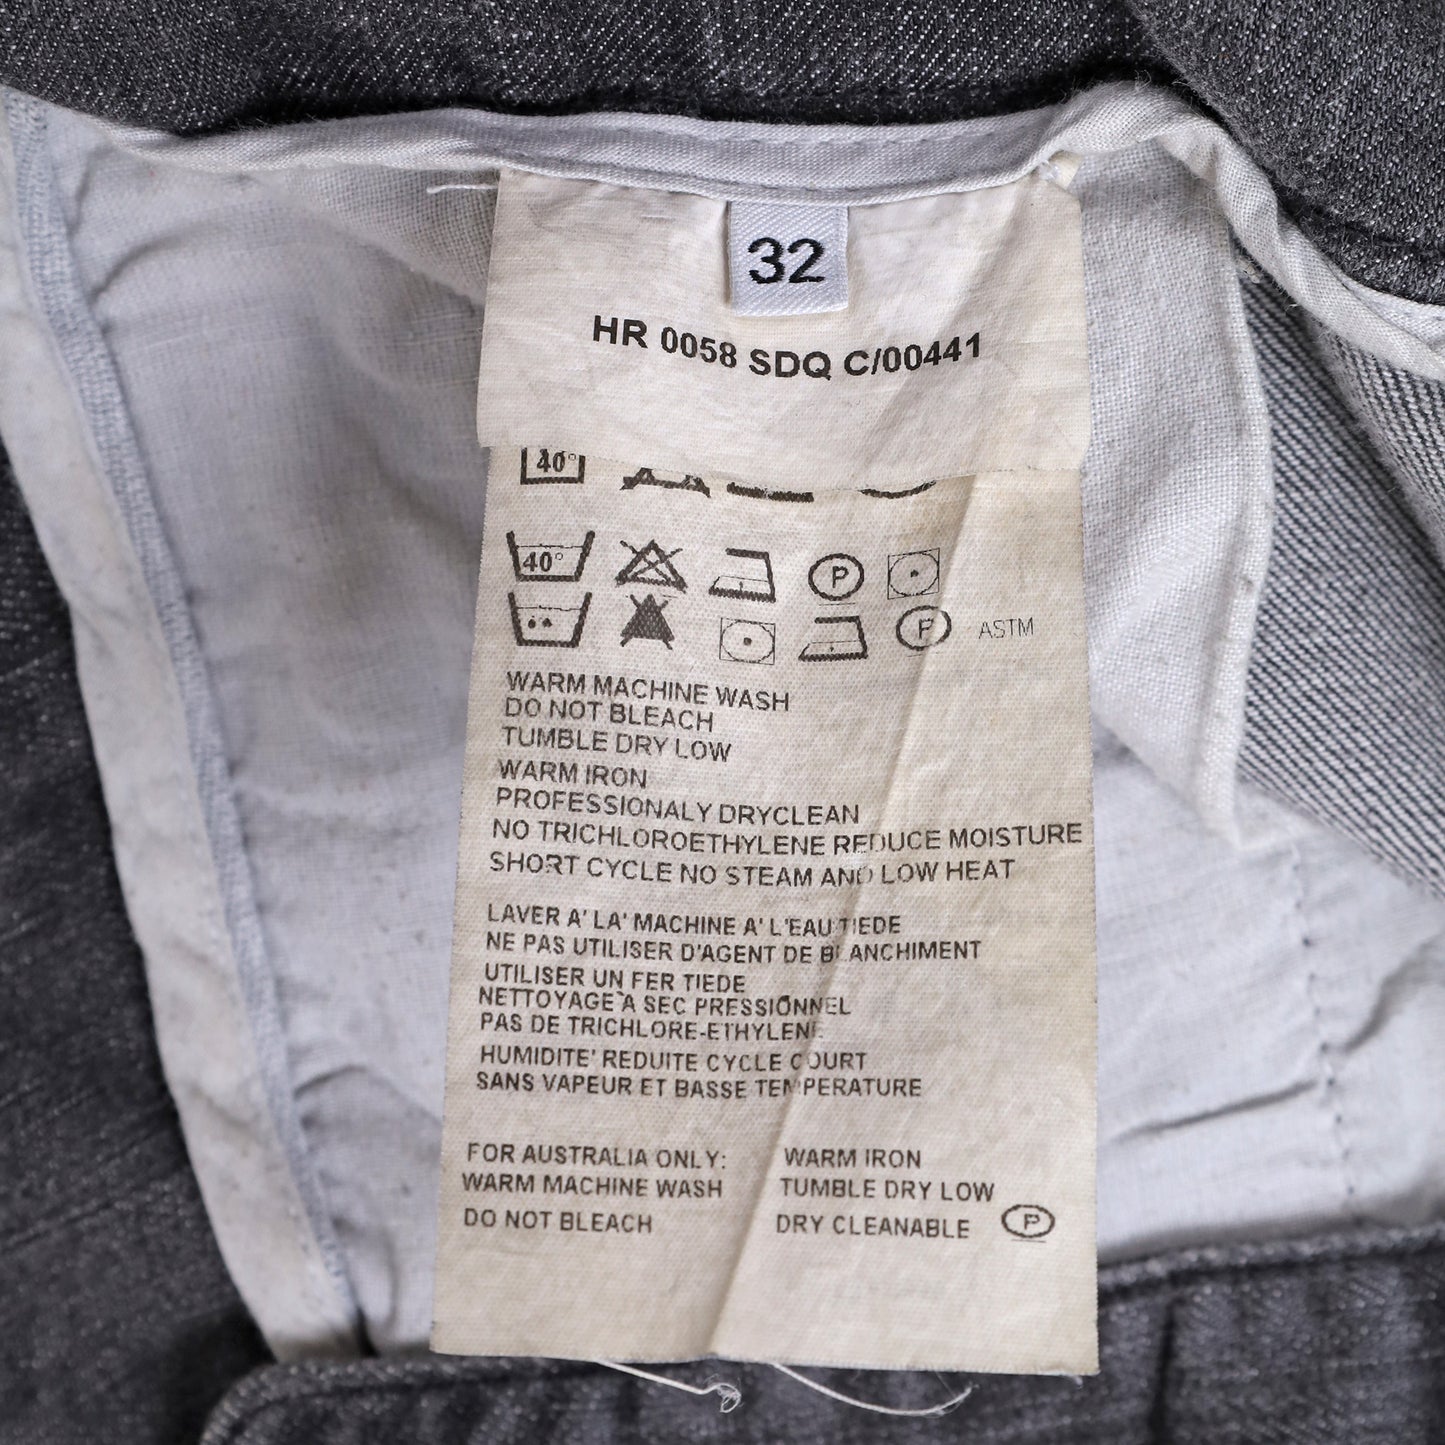 32
HR 0058 SDQ C/00441
40°
40° P
P ASTM
WARM MACHINE WASH
DO NOT BLEACH
TUMBLE DRY LOW
WARM IRON
PROFESSIONALY DRYCLEAN
NO TRICHLOROETHYLENE REDUCE MOISTURE
SHORT CYCLE NO STEAM AND LOW HEAT
LAVER A' LA' MACHINE A' L'EAU TIEDE
NE PAS UTILISER D'AGENT DE BLANCHIMENT
UTILISER UN FER TIEDE
NETTOYAGE À SEC PRESSIONNEL
PAS DE TRICHLORE-ETHYLENE
HUMIDITE' REDUITE CYCLE COURT
SANS VAPEUR ET BASSE TEMPERATURE
FOR AUSTRALIA ONLY: WARM IRON
WARM MACHINE WASH TUMBLE DRY LOW
DO NOT BLEACH DRY CLEANABLE P